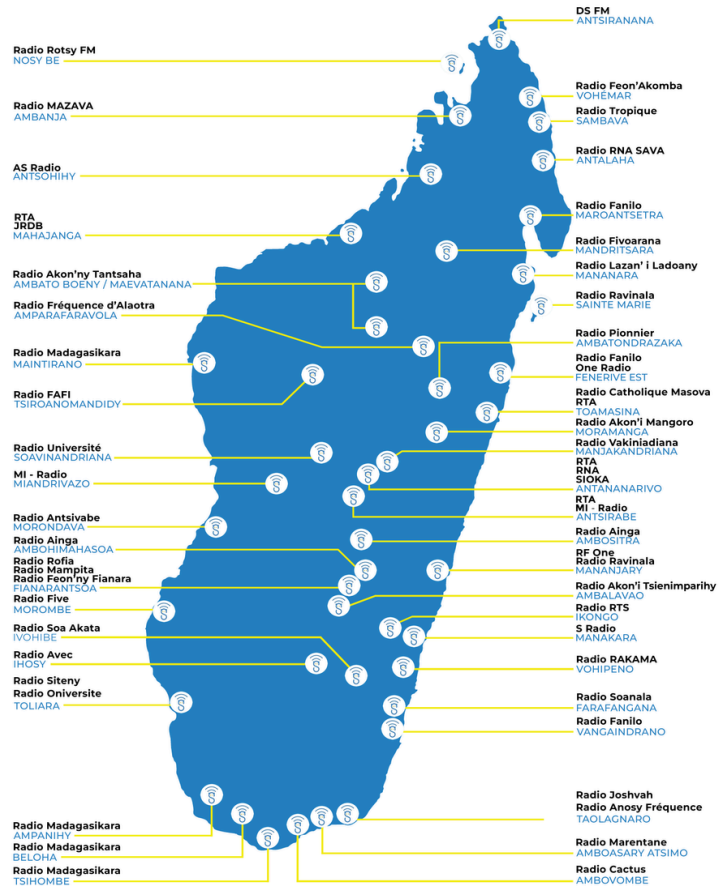 DS FM
ANTSIRANANA
Radio Rotsy FM
NOSY BE
Radio MAZAVA
AMBANJA
AS Radio
ANTSOHIHY
RTA
JRDB
MAHAJANGA
Radio Akon'ny Tantsaha
AMBATO BOENY / MAEVATANANA
Radio Fréquence d'Alaotra
AMPARAFARAVOLA
Radio Madagasikara
MAINTIRANO
Radio FAFI
TSIROANOMANDIDY
Radio Université
SOAVINANDRIANA
MI - Radio
MIANDRIVAZO
Radio Antsivabe
MORONDAVA
Radio Ainga
AMBOHIMAHASOA
Radio Rofia
Radio Mampita
Radio Feon'ny Fianara
FIANARANTSOA
Radio Five
MOROMBE
Radio Soa Akata
IVOHIBE
Radio Avec
IHOSY
Radio Siteny
Radio Oniversite
TOLIARA
Radio Madagasikara
AMPANIHY
Radio Madagasikara
BELOHA
Radio Madagasikara
TSIHOMBE
Radio Feon'Akomba
VOHÉMAR
Radio Tropique
SAMBAVA
Radio RNA SAVA
ANTALAHA
Radio Fanilo
MAROANTSETRA
Radio Fivoarana
MANDRITSARA
Radio Lazan' i Ladoany
MANANARA
Radio Ravinala
SAINTE MARIE
Radio Pionnier
AMBATONDRAZAKA
Radio Fanilo
One Radio
FENERIVE EST
Radio Catholique Masova
RTA
TOAMASINA
Radio Akon'i Mangoro
MORAMANGA
Radio Vakiniadiana
MANJAKANDRIANA
RTA
RNA
SIOKA
ANTANANARIVO
RTA
MI - Radio
ANTSIRABE
Radio Ainga
AMBOSITRA
RF One
Radio Ravinala
MANANJARY
Radio Akon'i Tsienimparihy
AMBALAVAO
Radio RTS
IKONGO
S Radio
MANAKARA
Radio RAKAMA
VOHIPENO
Radio Soanala
FARAFANGANA
Radio Fanilo
VANGAINDRANO
Radio Joshvah
Radio Anosy Fréquence
TAOLAGNARO
Radio Marentane
AMBOASARY ATSIMO
Radio Cactus
AMBOVOMBE